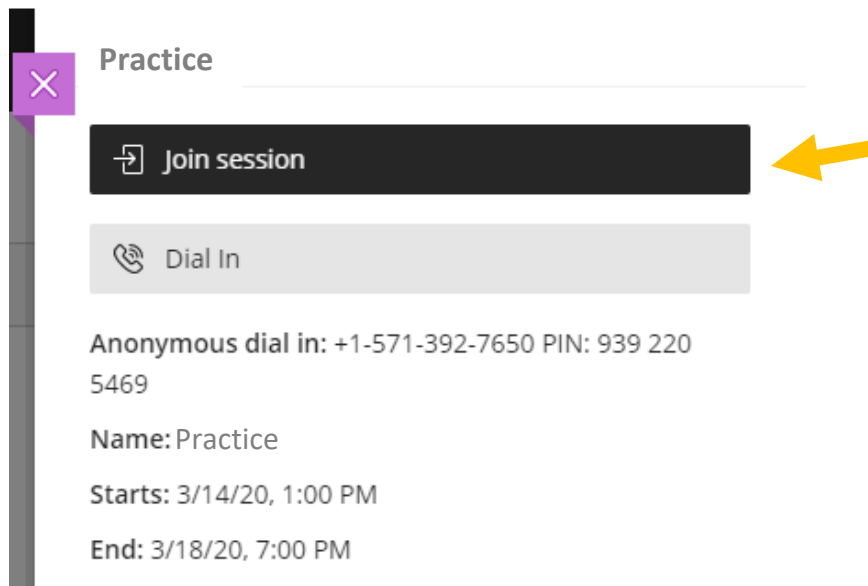 Practice
Join session
Dial In
Anonymous dial in: +1-571-392-7650 PIN: 939 220
5469
Name: Practice
Starts: 3/14/20, 1:00 PM
End: 3/18/20, 7:00 PM